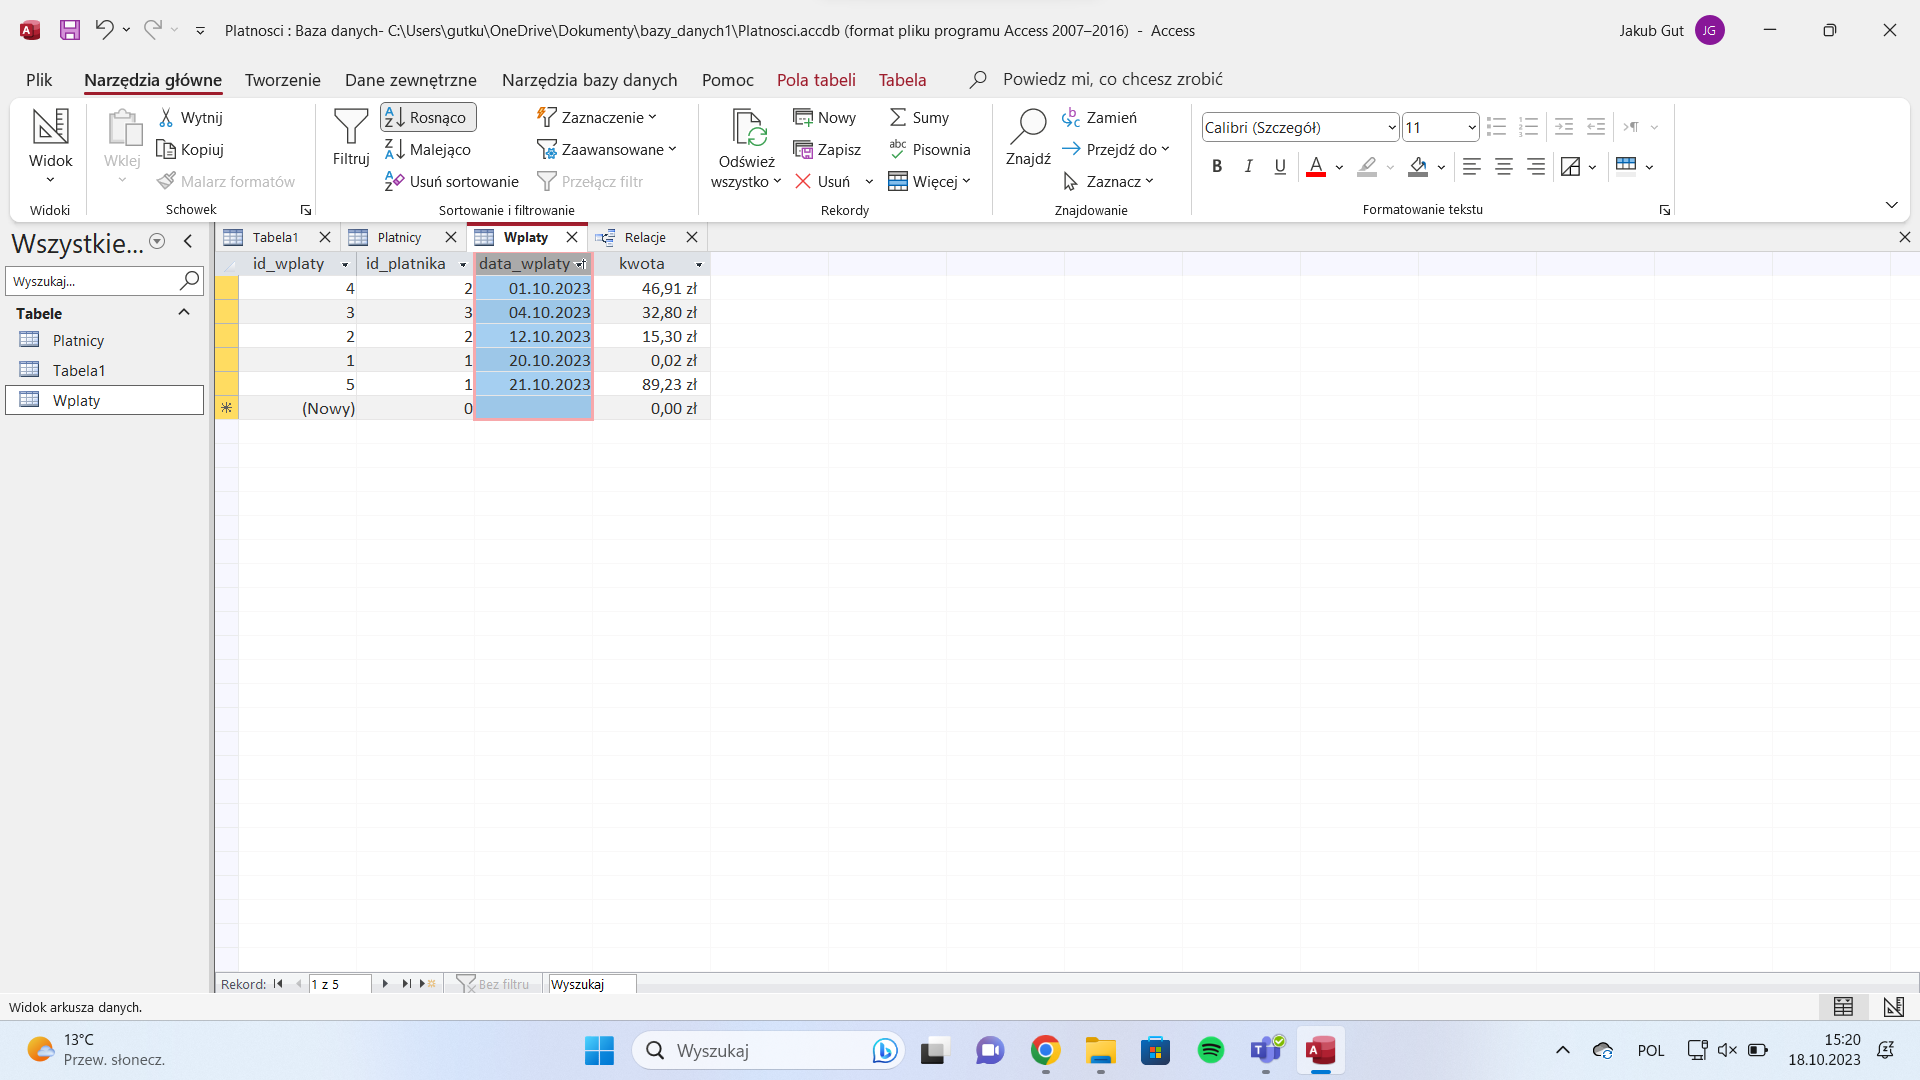 Platnosci : Baza danych- C:\Users\gutku\OneDrive\Dokumenty\bazy_danych1\Platnosci.accdb (format pliku programu Access 2007–2016) - Access
Jakub Gut
JG
Plik
Narzędzia główne
Tworzenie
Dane zewnętrzne
Narzędzia bazy danych
Pomoc
Pola tabeli
Tabela
Powiedz mi, co chcesz zrobić
Widok
Widoki
Wklej
Wytnij
Kopiuj
Malarz formatów
Schowek
Filtruj
Rosnąco
Malejąco
Usuń sortowanie
Zaznaczenie
Zaawansowane
Przełącz filtr
Sortowanie i filtrowanie
Odśwież
wszystko
Nowy
Zapisz
Usuń
Sumy
Pisownia
Więcej
Rekordy
Znajdź
Zamień
Przejdź do
Zaznacz
Znajdowanie
Calibri (Szczegół)
11
B I U A
Formatowanie tekstu
Wszystkie...
Wyszukaj...
Tabele
Platnicy
Tabela1
Wplaty
Tabela1
Platnicy
Wplaty
Relacje
id_wplaty id_platnika data_wplaty kwota
4 2 01.10.2023 46,91 zł
3 3 04.10.2023 32,80 zł
2 2 12.10.2023 15,30 zł
1 1 20.10.2023 0,02 zł
5 1 21.10.2023 89,23 zł
(Nowy) 0 0,00 zł
Rekord: 1 z 5 Bez filtru Wyszukaj
Widok arkusza danych.
13°C
Przew. słonecz.
Wyszukaj
POL
15:20
18.10.2023